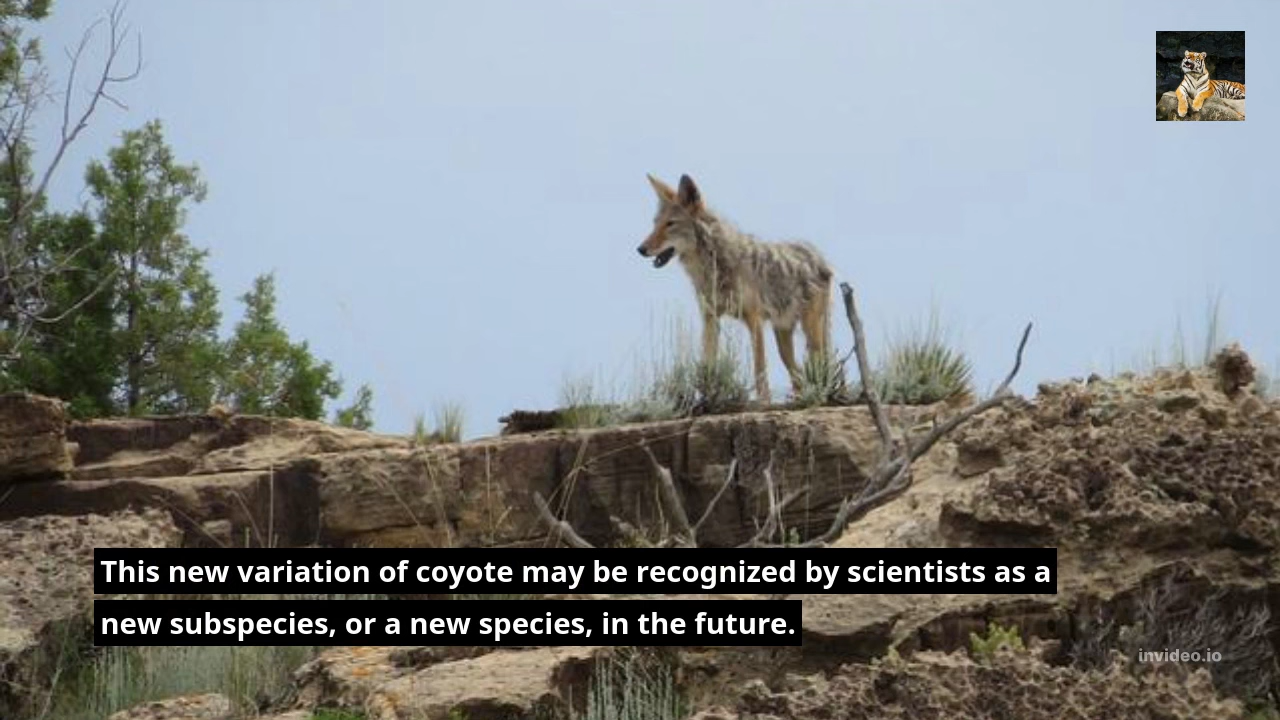 This new variation of coyote may be recognized by scientists as a
new subspecies, or a new species, in the future.
invideo.io